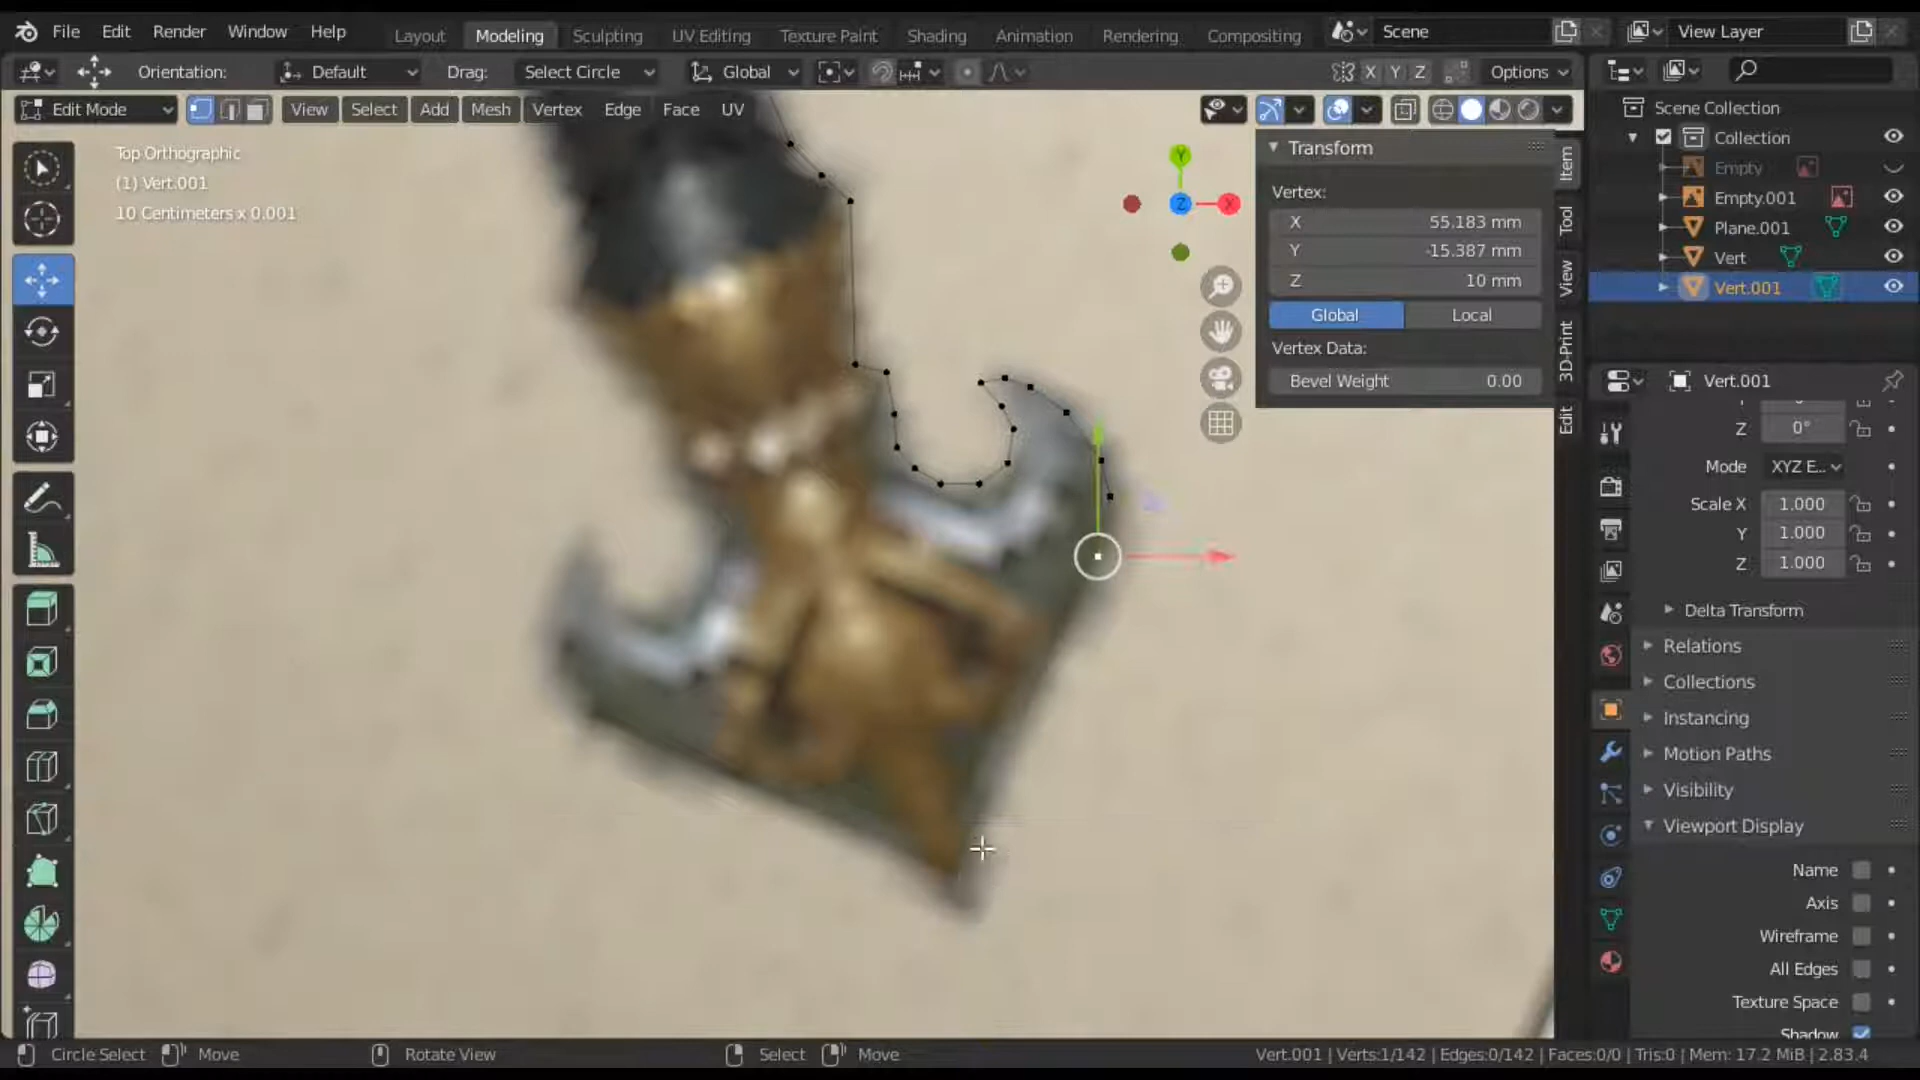 File Edit Render Window Help Layout Modeling Sculpting UV Editing Texture Paint Shading Animation Rendering Compositing Scene View Layer
Orientation: Default Drag: Select Circle Global X Y Z Options
Edit Mode View Select Add Mesh Vertex Edge Face UV
Top Orthographic
(1) Vert.001
10 Centimeters x 0.001
Y
Z X
Transform
Vertex:
X 55.183 mm
Y -15.387 mm
Z 10 mm
Global Local
Vertex Data:
Bevel Weight 0.00
Item
Tool
View
3D-Print
Edit
Scene Collection
Collection
Empty
Empty.001
Plane.001
Vert
Vert.001
Vert.001
Z 0°
Mode XYZ E...
Scale X 1.000
Y 1.000
Z 1.000
Delta Transform
Relations
Collections
Instancing
Motion Paths
Visibility
Viewport Display
Name
Axis
Wireframe
All Edges
Texture Space
Shadow
Circle Select Move Rotate View Select Move Vert.001 | Verts:1/142 | Edges:0/142 | Faces:0/0 | Tris:0 | Mem: 17.2 MiB | 2.83.4